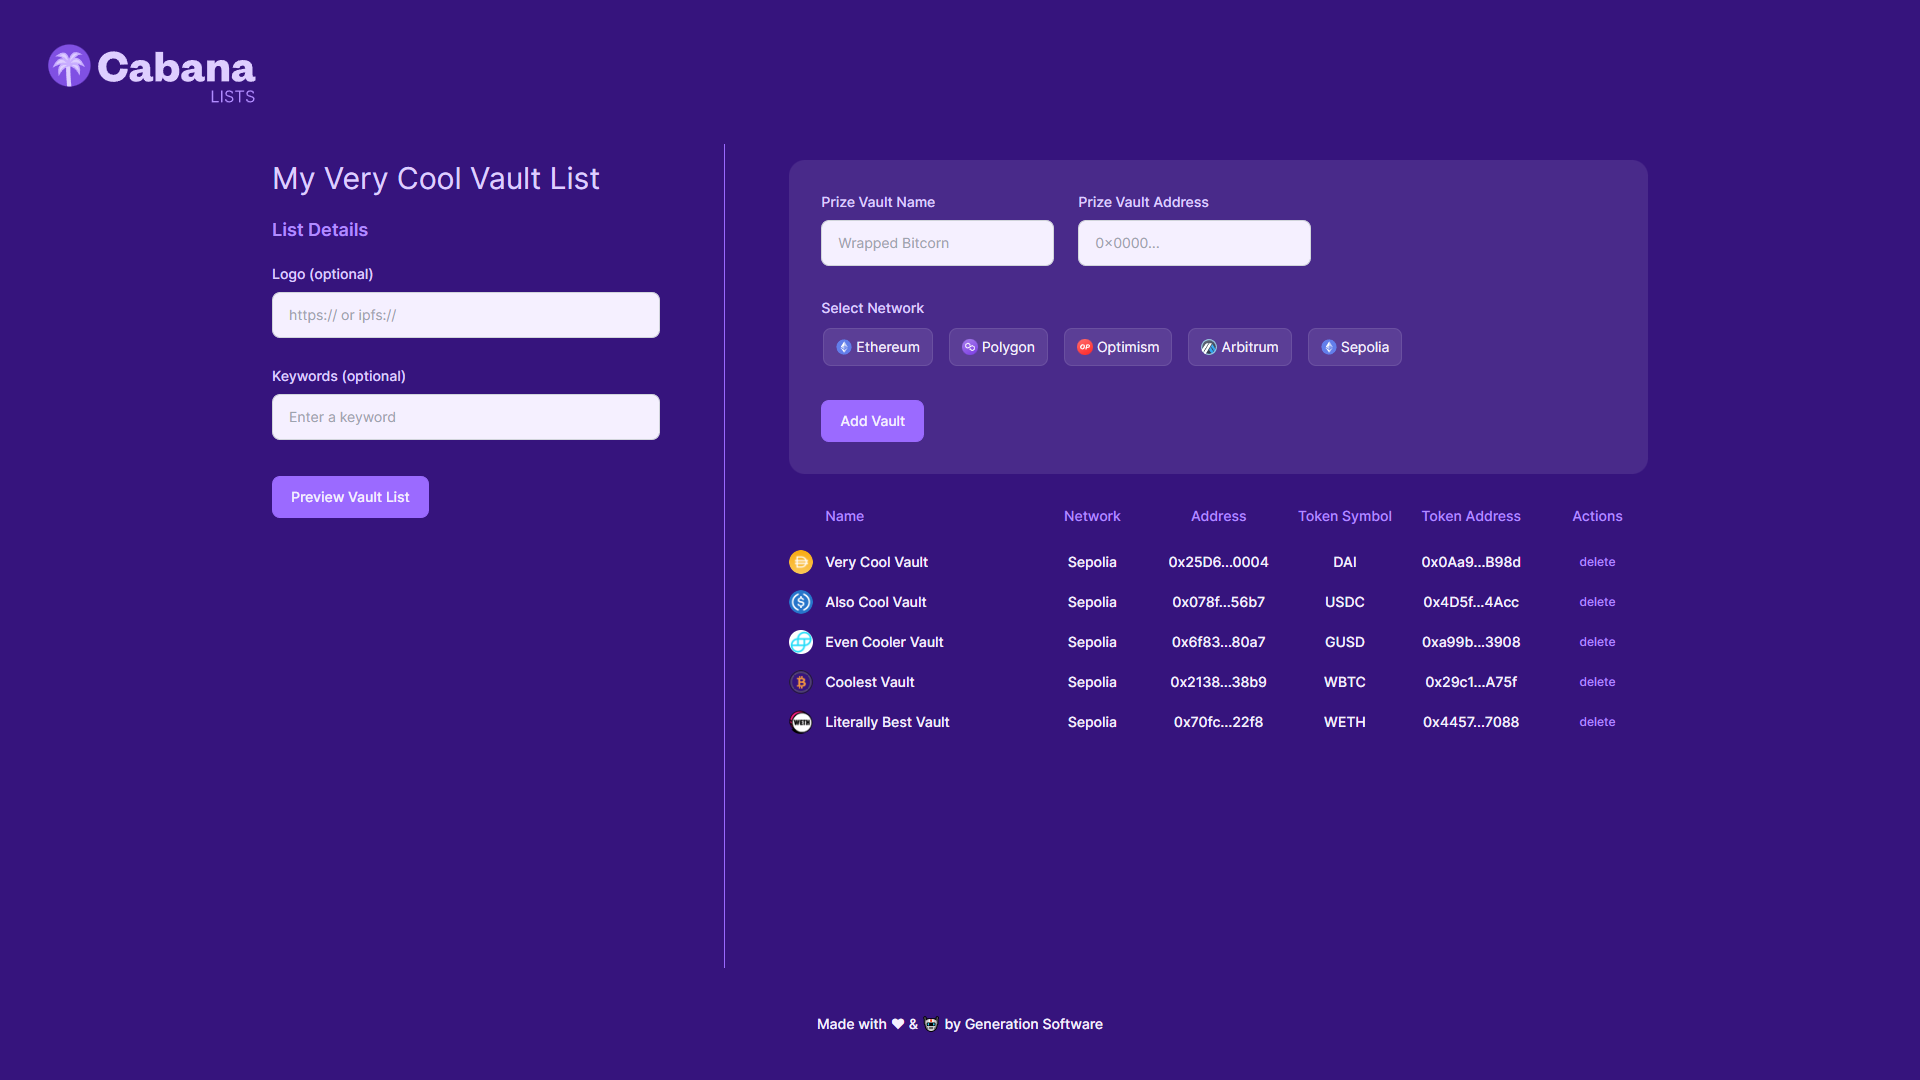 Cabana
LISTS
My Very Cool Vault List
List Details
Logo (optional)
https:// or ipfs://
Keywords (optional)
Enter a keyword
Preview Vault List
Prize Vault Name Prize Vault Address
Wrapped Bitcorn 0x0000...
Select Network
Ethereum Polygon OP Optimism Arbitrum Sepolia
Add Vault
Name Network Address Token Symbol Token Address Actions
Very Cool Vault Sepolia 0x25D6...0004 DAI 0x0Aa9...B98d delete
Also Cool Vault Sepolia 0x078f...56b7 USDC 0x4D5f...4Acc delete
Even Cooler Vault Sepolia 0x6f83...80a7 GUSD 0xa99b...3908 delete
Coolest Vault Sepolia 0x2138...38b9 WBTC 0x29c1...A75f delete
WETH Literally Best Vault Sepolia 0x70fc...22f8 WETH 0x4457...7088 delete
Made with ❤ & by Generation Software